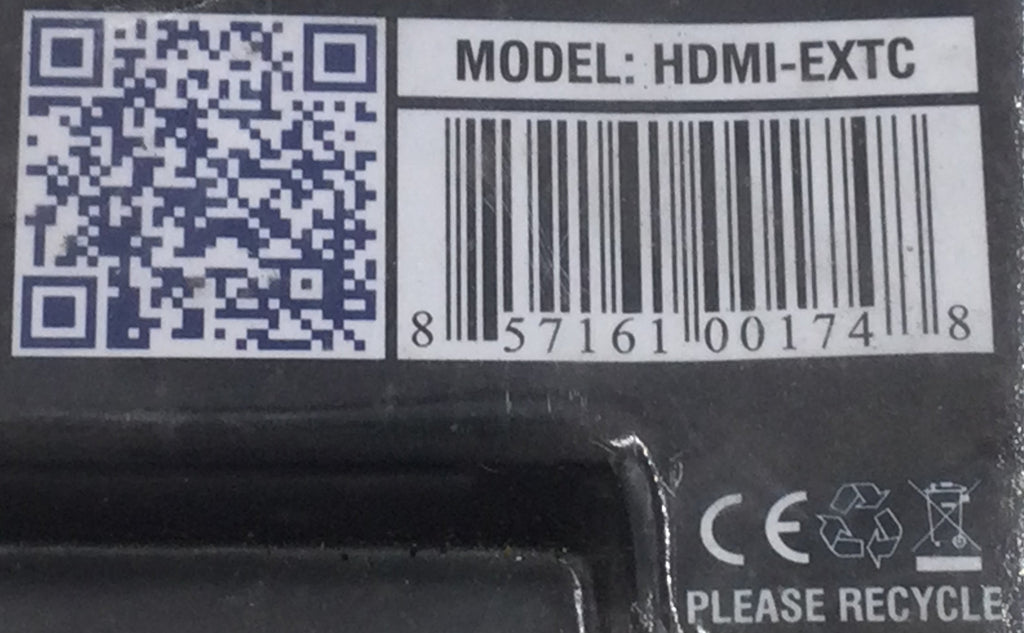 MODEL: HDMI-EXTC
8 57161 00174 8
CE
PLEASE RECYCLE